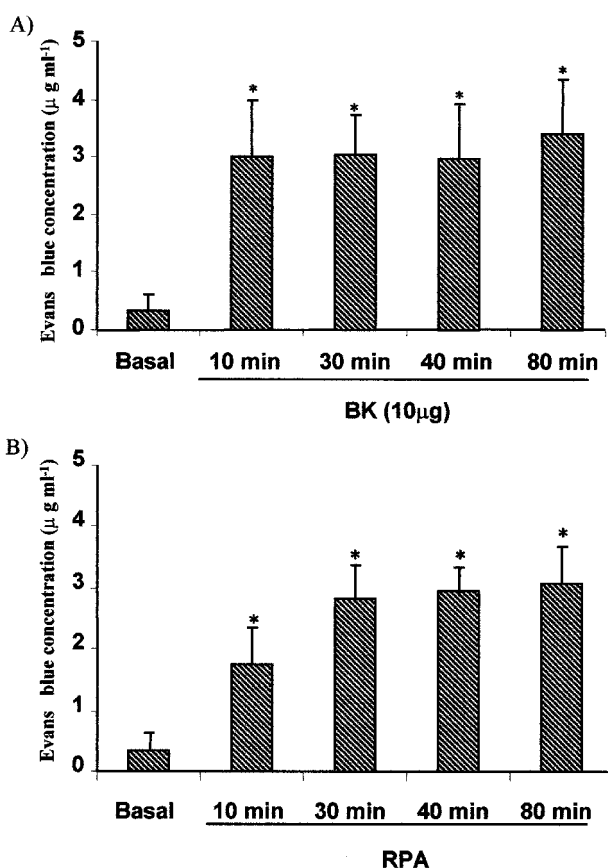 A)
Evans blue concentration (μ g ml-1)
5
4
3
2
1
0
* * * *
Basal 10 min 30 min 40 min 80 min
BK (10μg)
B)
Evans blue concentration (μ g ml-1)
5
4
3
2
1
0
* * * *
Basal 10 min 30 min 40 min 80 min
RPA